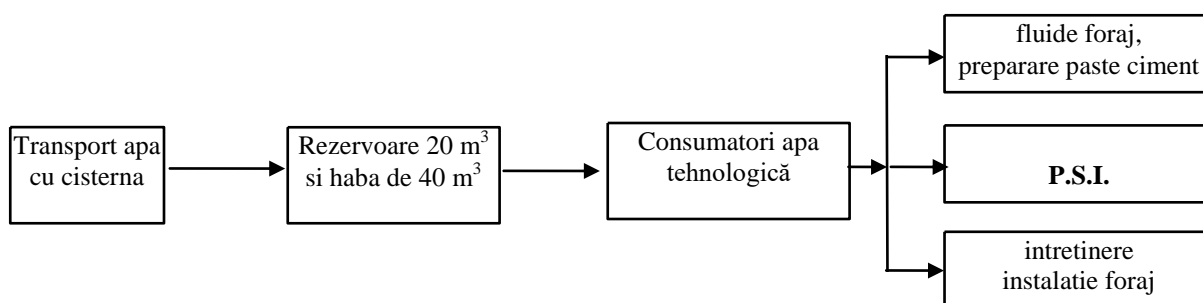 Transport apa
cu cisterna
Rezervoare 20 m³
si haba de 40 m³
Consumatori apa
tehnologică
fluide foraj,
preparare paste ciment
P.S.I.
intretinere
instalatie foraj